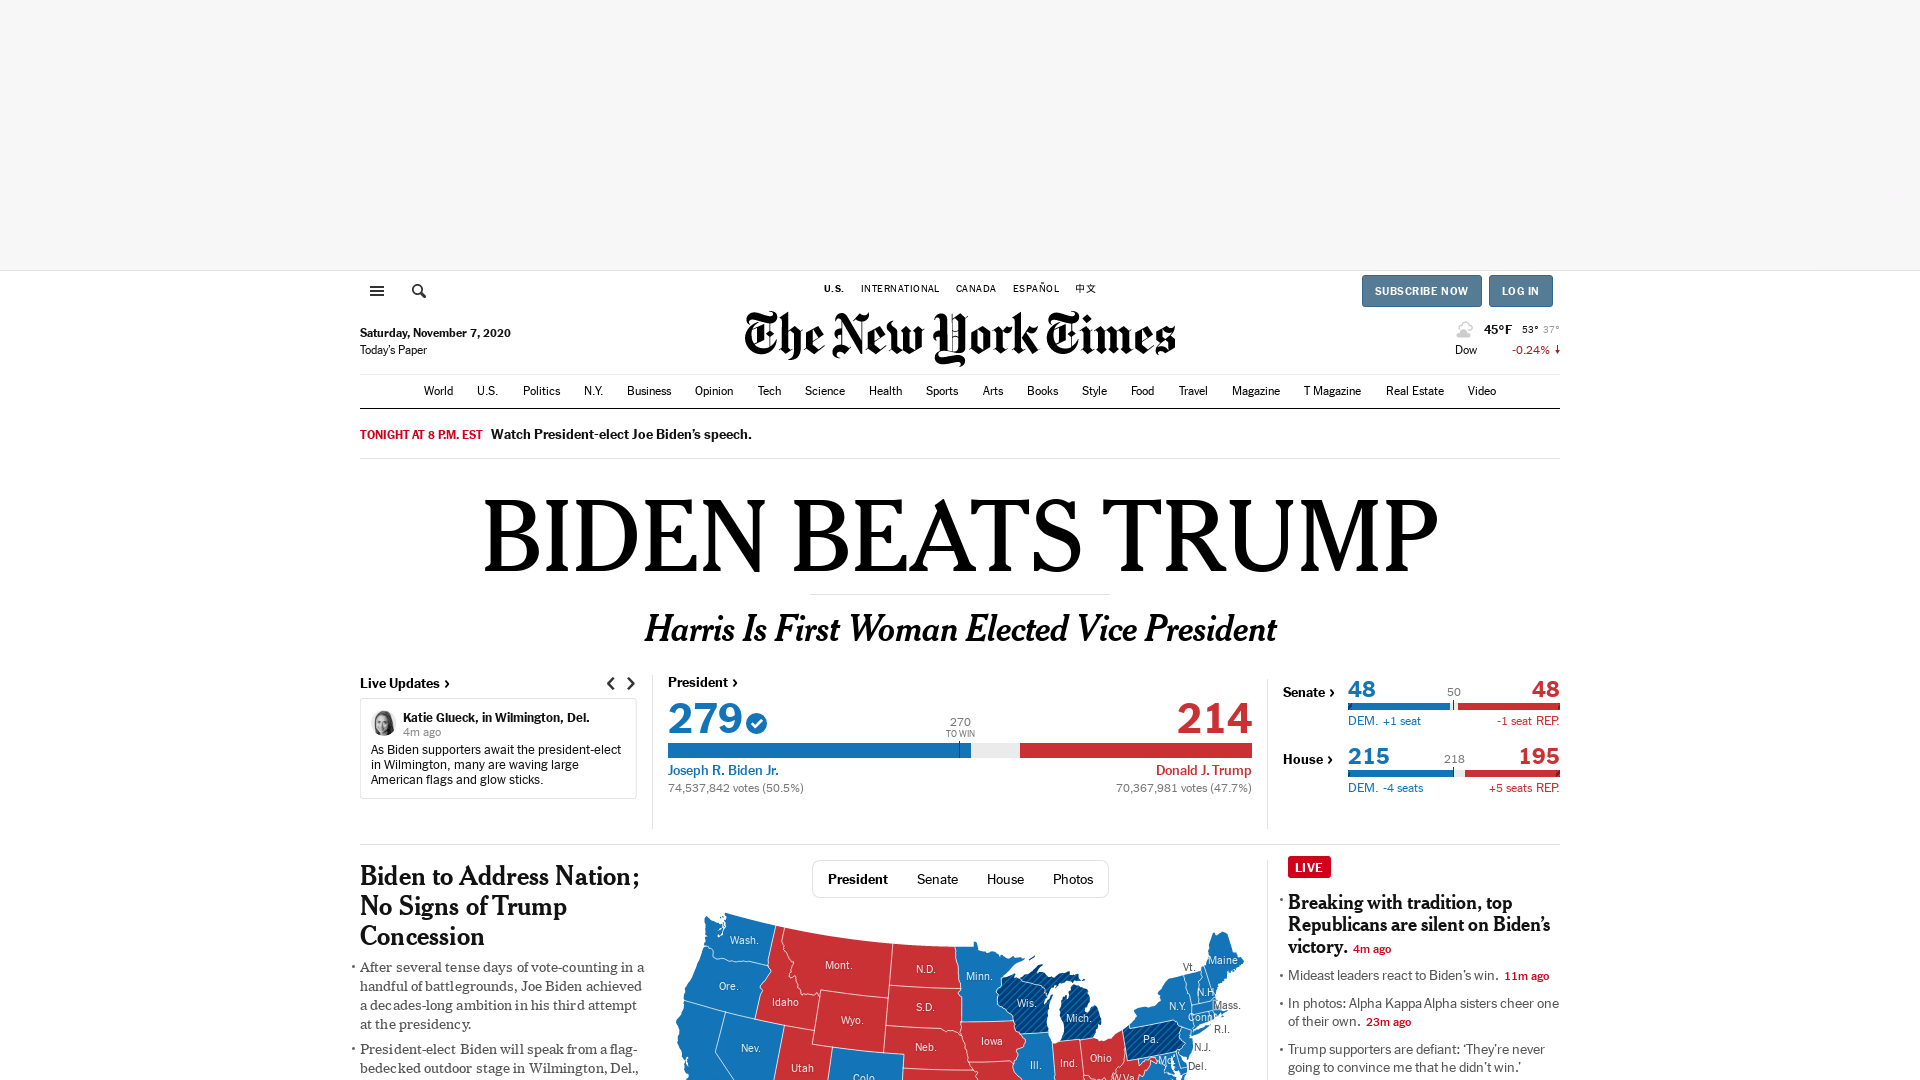 U.S. INTERNATIONAL CANADA ESPAÑOL 中文
SUBSCRIBE NOW LOG IN
Saturday, November 7, 2020
Today's Paper
The New York Times
45°F 53° 37°
Dow -0.24% ↓
World U.S. Politics N.Y. Business Opinion Tech Science Health Sports Arts Books Style Food Travel Magazine T Magazine Real Estate Video
TONIGHT AT 8 P.M. EST Watch President-elect Joe Biden's speech.
BIDEN BEATS TRUMP
Harris Is First Woman Elected Vice President
Live Updates ›
Katie Glueck, in Wilmington, Del.
4m ago
As Biden supporters await the president-elect
in Wilmington, many are waving large
American flags and glow sticks.
President ›
279 214
270
TO WIN
Joseph R. Biden Jr. Donald J. Trump
74,537,842 votes (50.5%) 70,367,981 votes (47.7%)
Senate › 48 50 48
DEM. +1 seat -1 seat REP.
House › 215 218 195
DEM. -4 seats +5 seats REP.
Biden to Address Nation;
No Signs of Trump
Concession
• After several tense days of vote-counting in a
handful of battlegrounds, Joe Biden achieved
a decades-long ambition in his third attempt
at the presidency.
• President-elect Biden will speak from a flag-
bedecked outdoor stage in Wilmington, Del.,
President Senate House Photos
Wash.
Mont.
N.D.
Minn.
Vt.
Maine
Ore.
Idaho
S.D.
Wis.
N.H.
Wyo.
Mich.
N.Y.
Mass.
Conn.
R.I.
Nev.
Neb.
Iowa
Pa.
N.J.
Utah
Colo.
Ill.
Ind.
Ohio
W.Va.
Md.
Del.
LIVE
• Breaking with tradition, top
Republicans are silent on Biden's
victory. 4m ago
• Mideast leaders react to Biden's win. 11m ago
• In photos: Alpha Kappa Alpha sisters cheer one
of their own. 23m ago
• Trump supporters are defiant: 'They're never
going to convince me that he didn't win.'